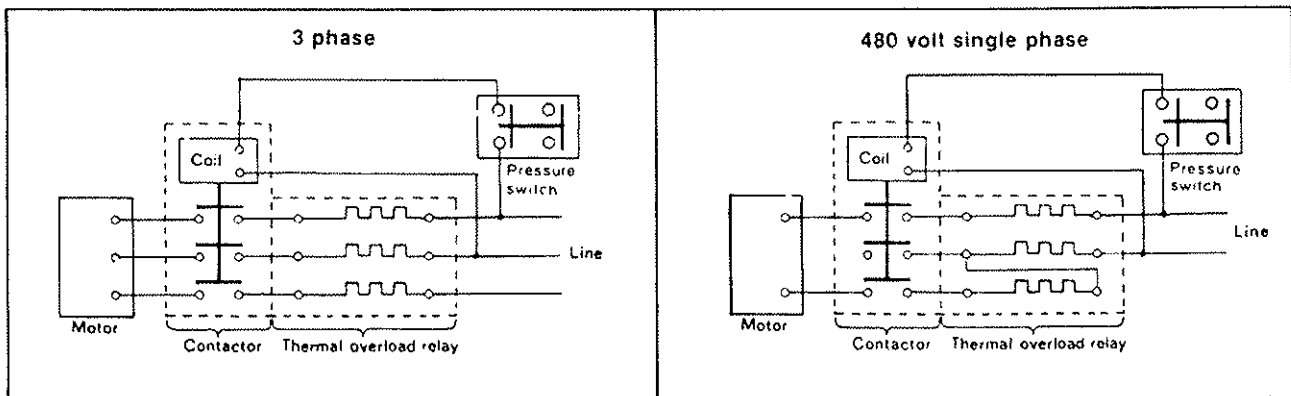 3 phase
Coil
Pressure
switch
Line
Motor
Contactor
Thermal overload relay
480 volt single phase
Coil
Pressure
switch
Line
Motor
Contactor
Thermal overload relay